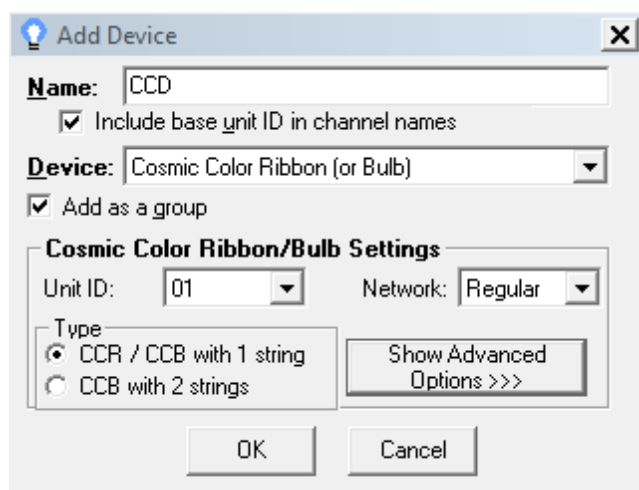 Add Device
Name: CCD
Include base unit ID in channel names
Device: Cosmic Color Ribbon (or Bulb)
Add as a group
Cosmic Color Ribbon/Bulb Settings
Unit ID: 01 Network: Regular
Type
CCR / CCB with 1 string
CCB with 2 strings
Show Advanced
Options >>>
OK Cancel